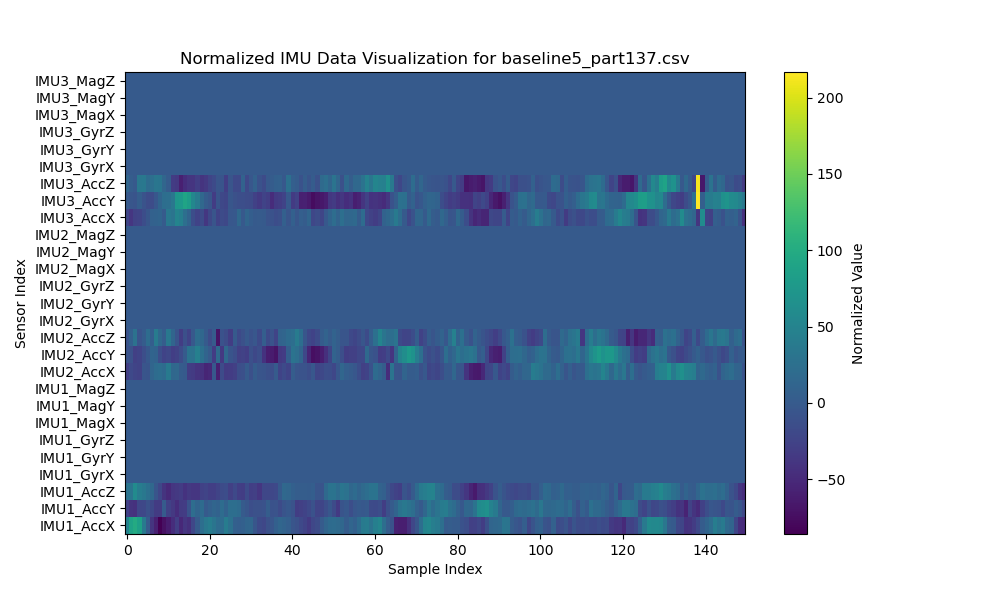 Normalized IMU Data Visualization for baseline5_part137.csv
IMU3_MagZ
IMU3_MagY
IMU3_MagX
IMU3_GyrZ
IMU3_GyrY
IMU3_GyrX
IMU3_AccZ
IMU3_AccY
IMU3_AccX
IMU2_MagZ
IMU2_MagY
IMU2_MagX
IMU2_GyrZ
IMU2_GyrY
IMU2_GyrX
IMU2_AccZ
IMU2_AccY
IMU2_AccX
IMU1_MagZ
IMU1_MagY
IMU1_MagX
IMU1_GyrZ
IMU1_GyrY
IMU1_GyrX
IMU1_AccZ
IMU1_AccY
IMU1_AccX
Sensor Index
0 20 40 60 80 100 120 140
Sample Index
200
150
100
50
0
−50
Normalized Value